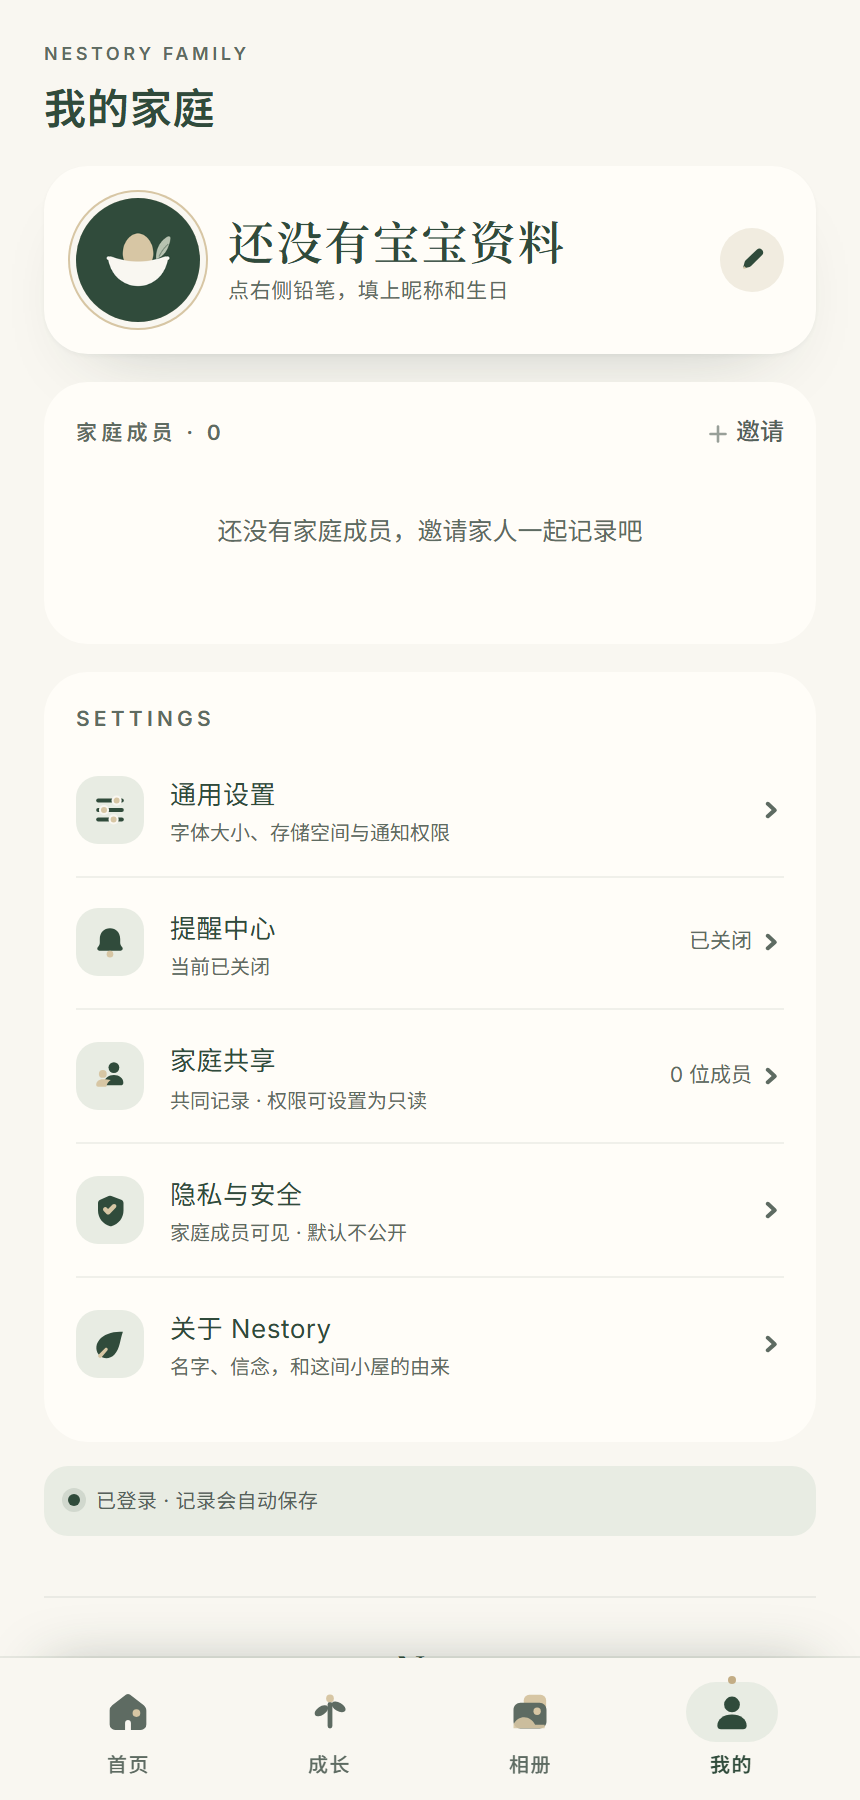 NESTORY FAMILY
我的家庭
还没有宝宝资料
点右侧铅笔，填上昵称和生日
家庭成员 · 0
邀请
还没有家庭成员，邀请家人一起记录吧
SETTINGS
通用设置
字体大小、存储空间与通知权限
提醒中心
当前已关闭
已关闭
家庭共享
共同记录 · 权限可设置为只读
0 位成员
隐私与安全
家庭成员可见 · 默认不公开
关于 Nestory
名字、信念，和这间小屋的由来
已登录 · 记录会自动保存
首页
成长
相册
我的